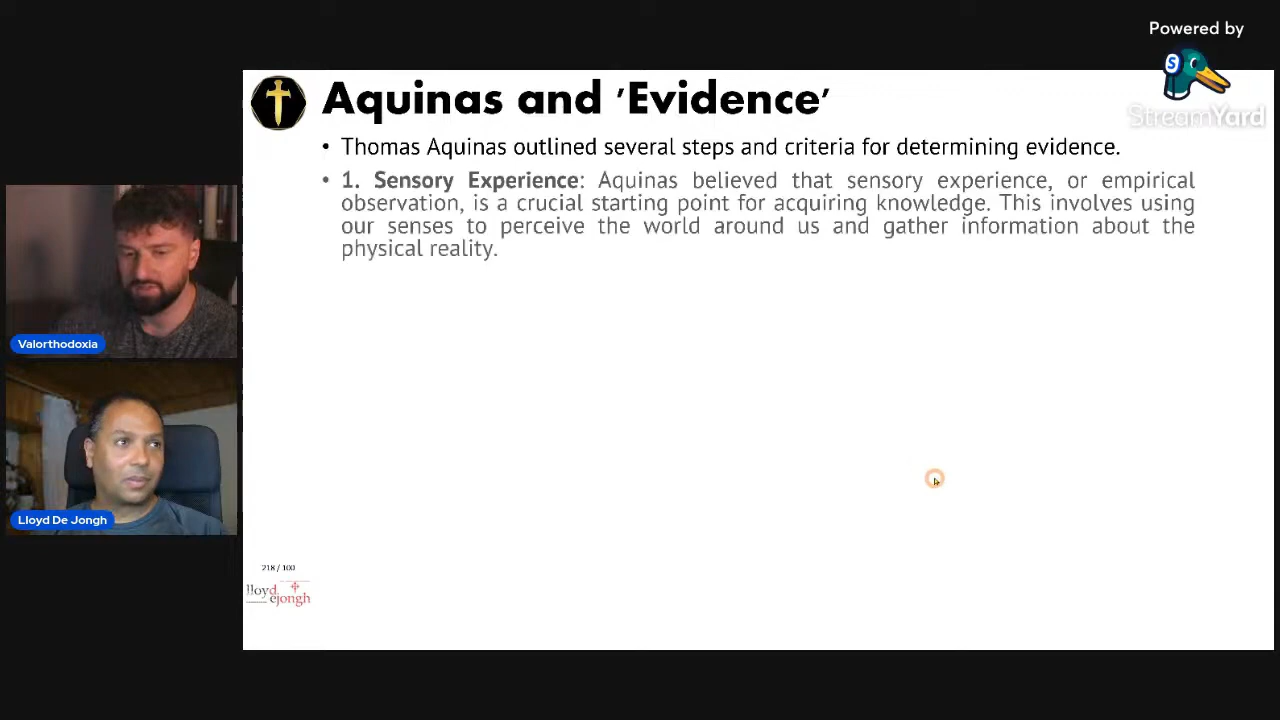 Powered by
StreamYard
Aquinas and 'Evidence'
• Thomas Aquinas outlined several steps and criteria for determining evidence.
• 1. Sensory Experience: Aquinas believed that sensory experience, or empirical
observation, is a crucial starting point for acquiring knowledge. This involves using
our senses to perceive the world around us and gather information about the
physical reality.
Valorthodoxia
Lloyd De Jongh
218 / 100
lloyd
dejongh